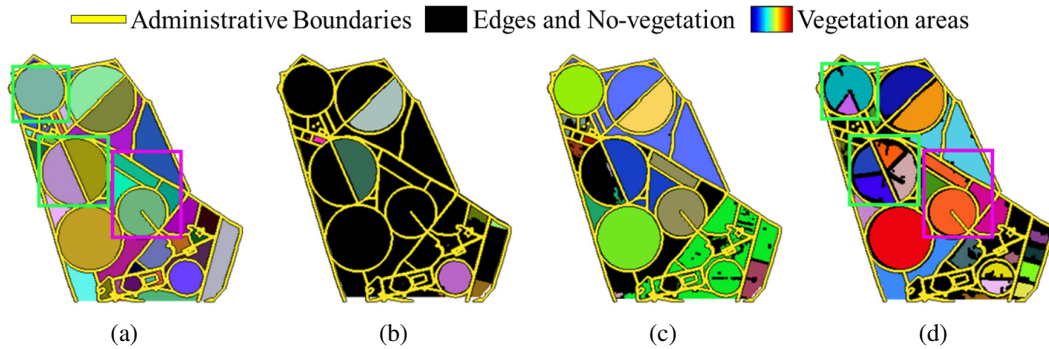 Administrative Boundaries Edges and No-vegetation Vegetation areas
(a) (b) (c) (d)